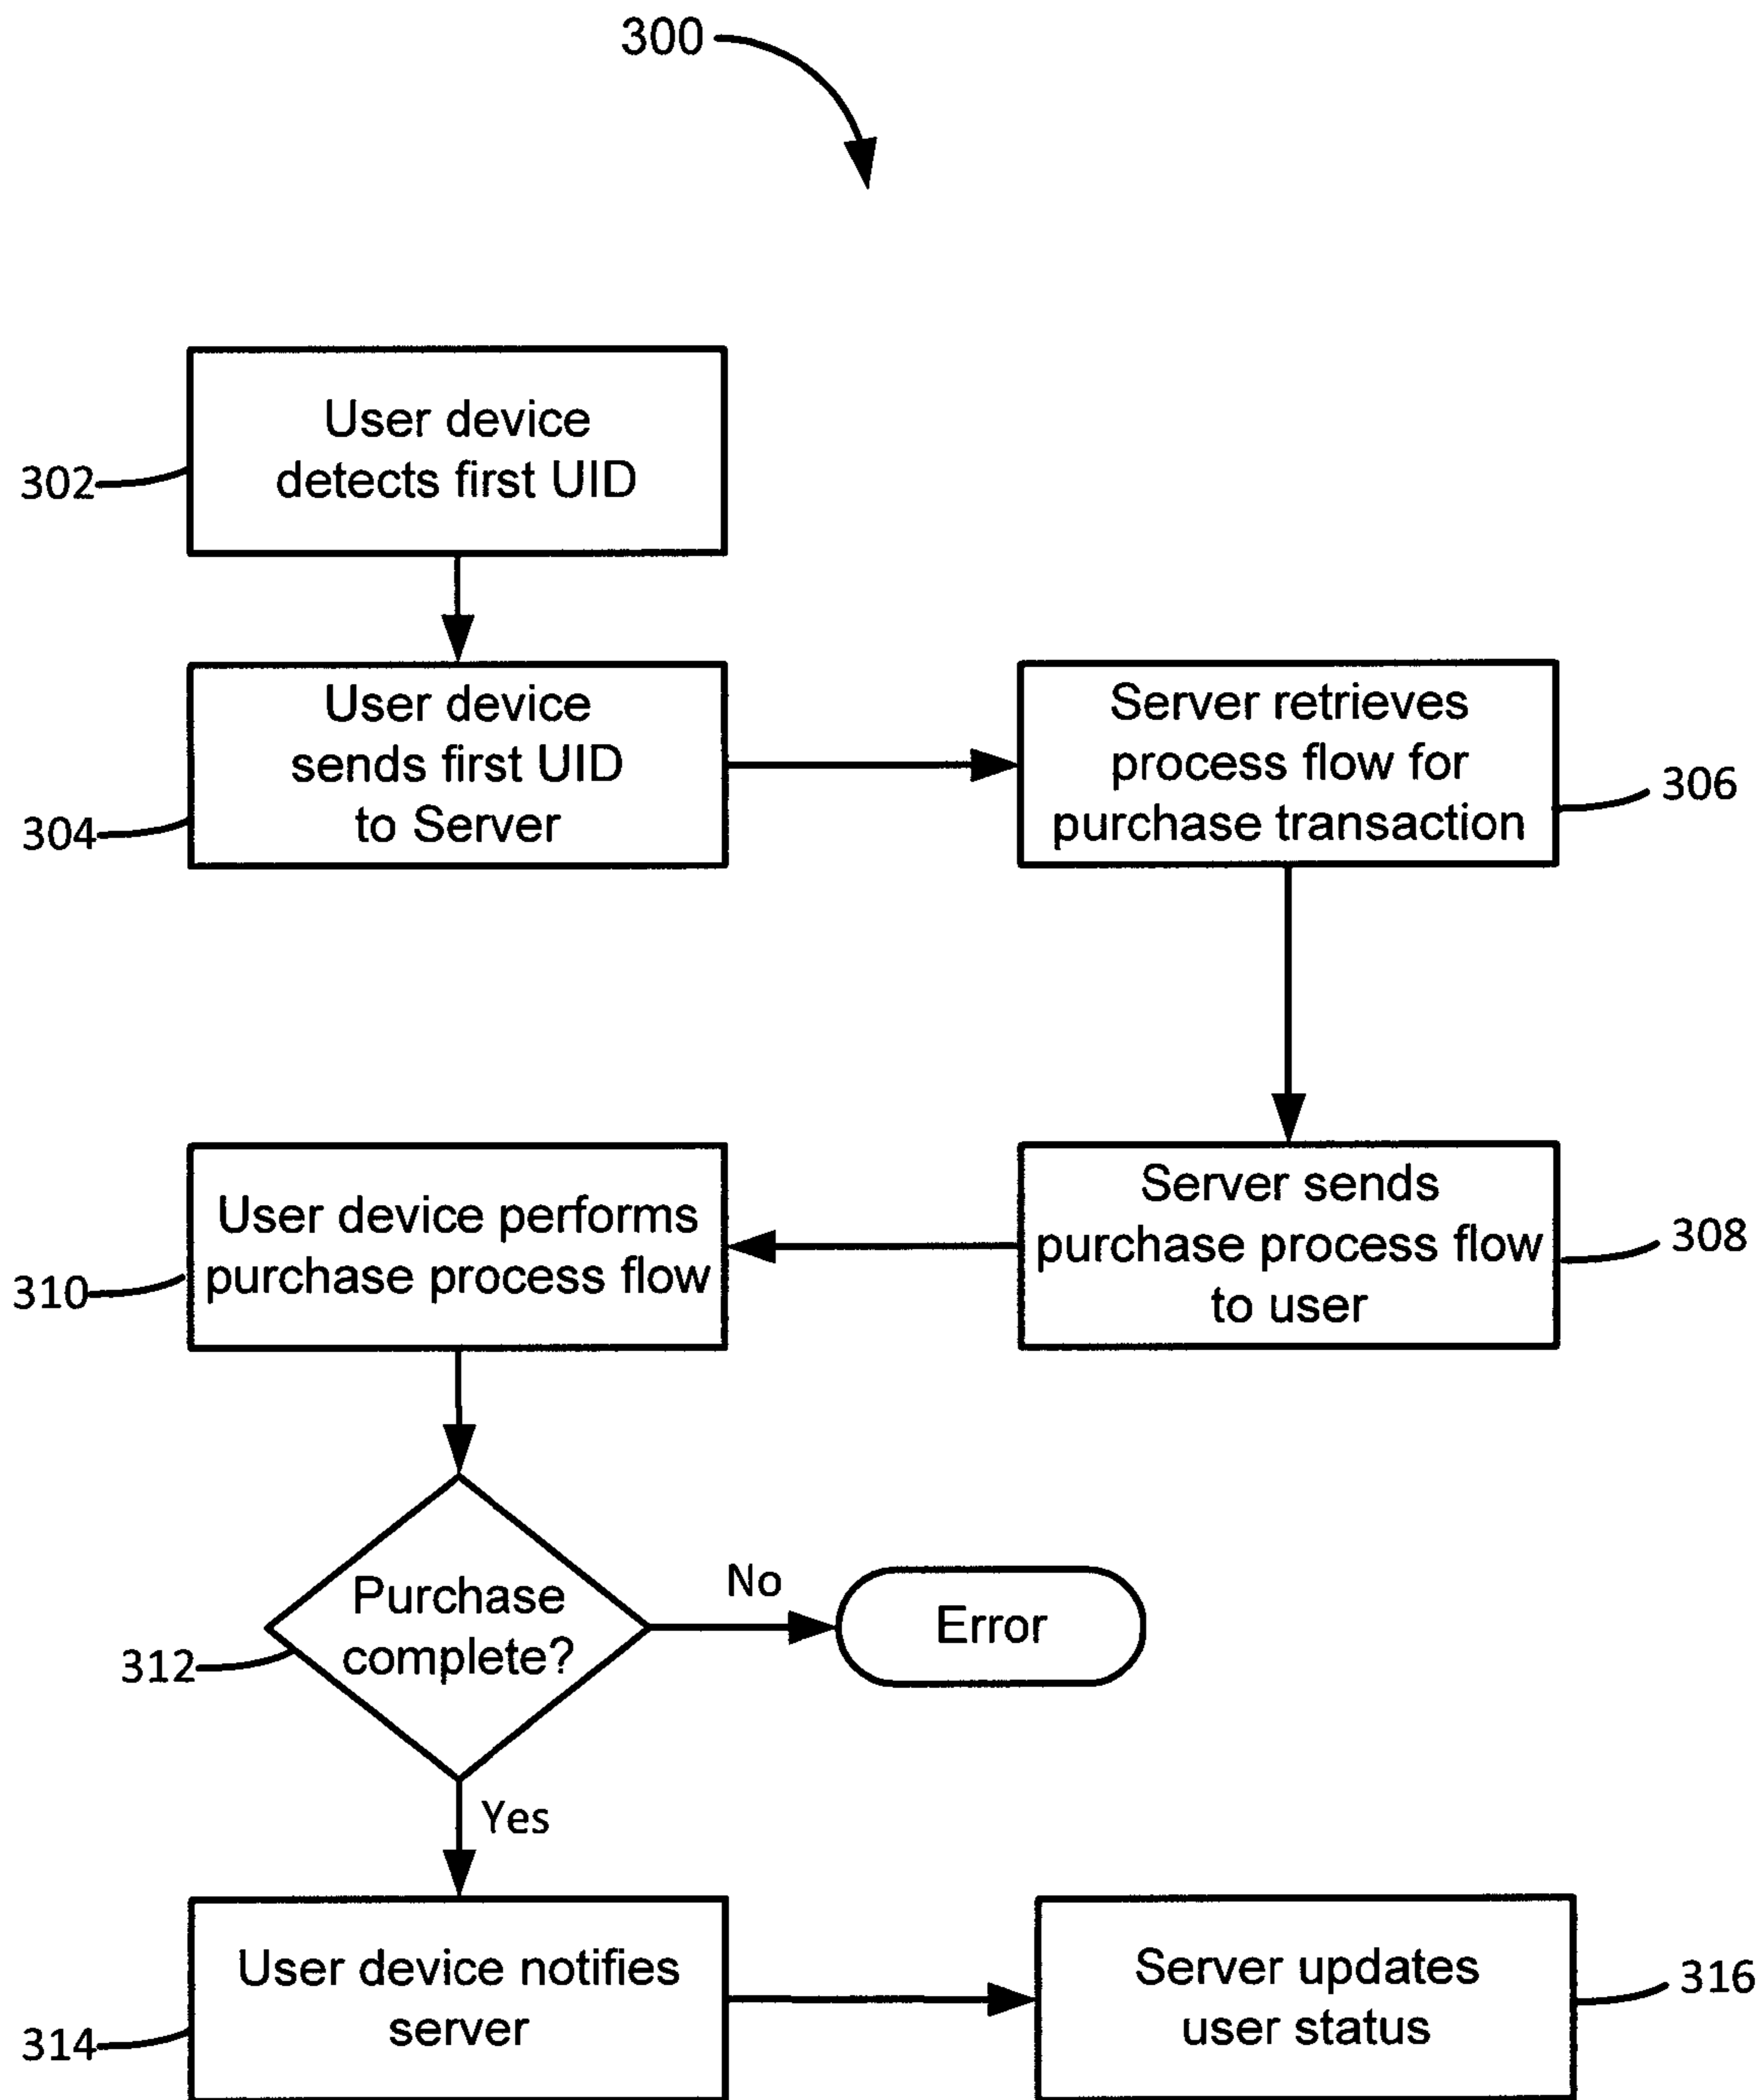 300
User device
detects first UID
302
User device
sends first UID
to Server
304
Server retrieves
process flow for
purchase transaction
306
Server sends
purchase process flow
to user
308
User device performs
purchase process flow
310
Purchase
complete?
312
No
Error
Yes
User device notifies
server
314
Server updates
user status
316